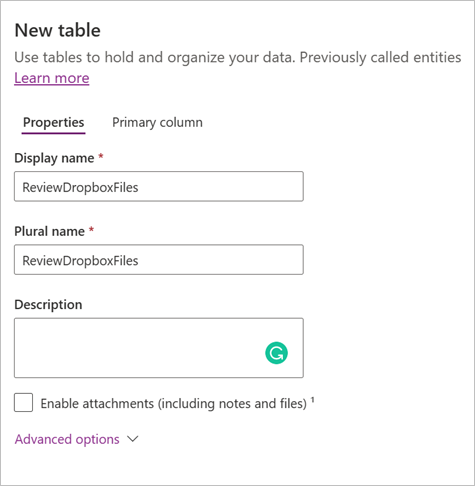 New table
Use tables to hold and organize your data. Previously called entities
Learn more
Properties Primary column
Display name *
ReviewDropboxFiles
Plural name *
ReviewDropboxFiles
Description
Enable attachments (including notes and files) ¹
Advanced options